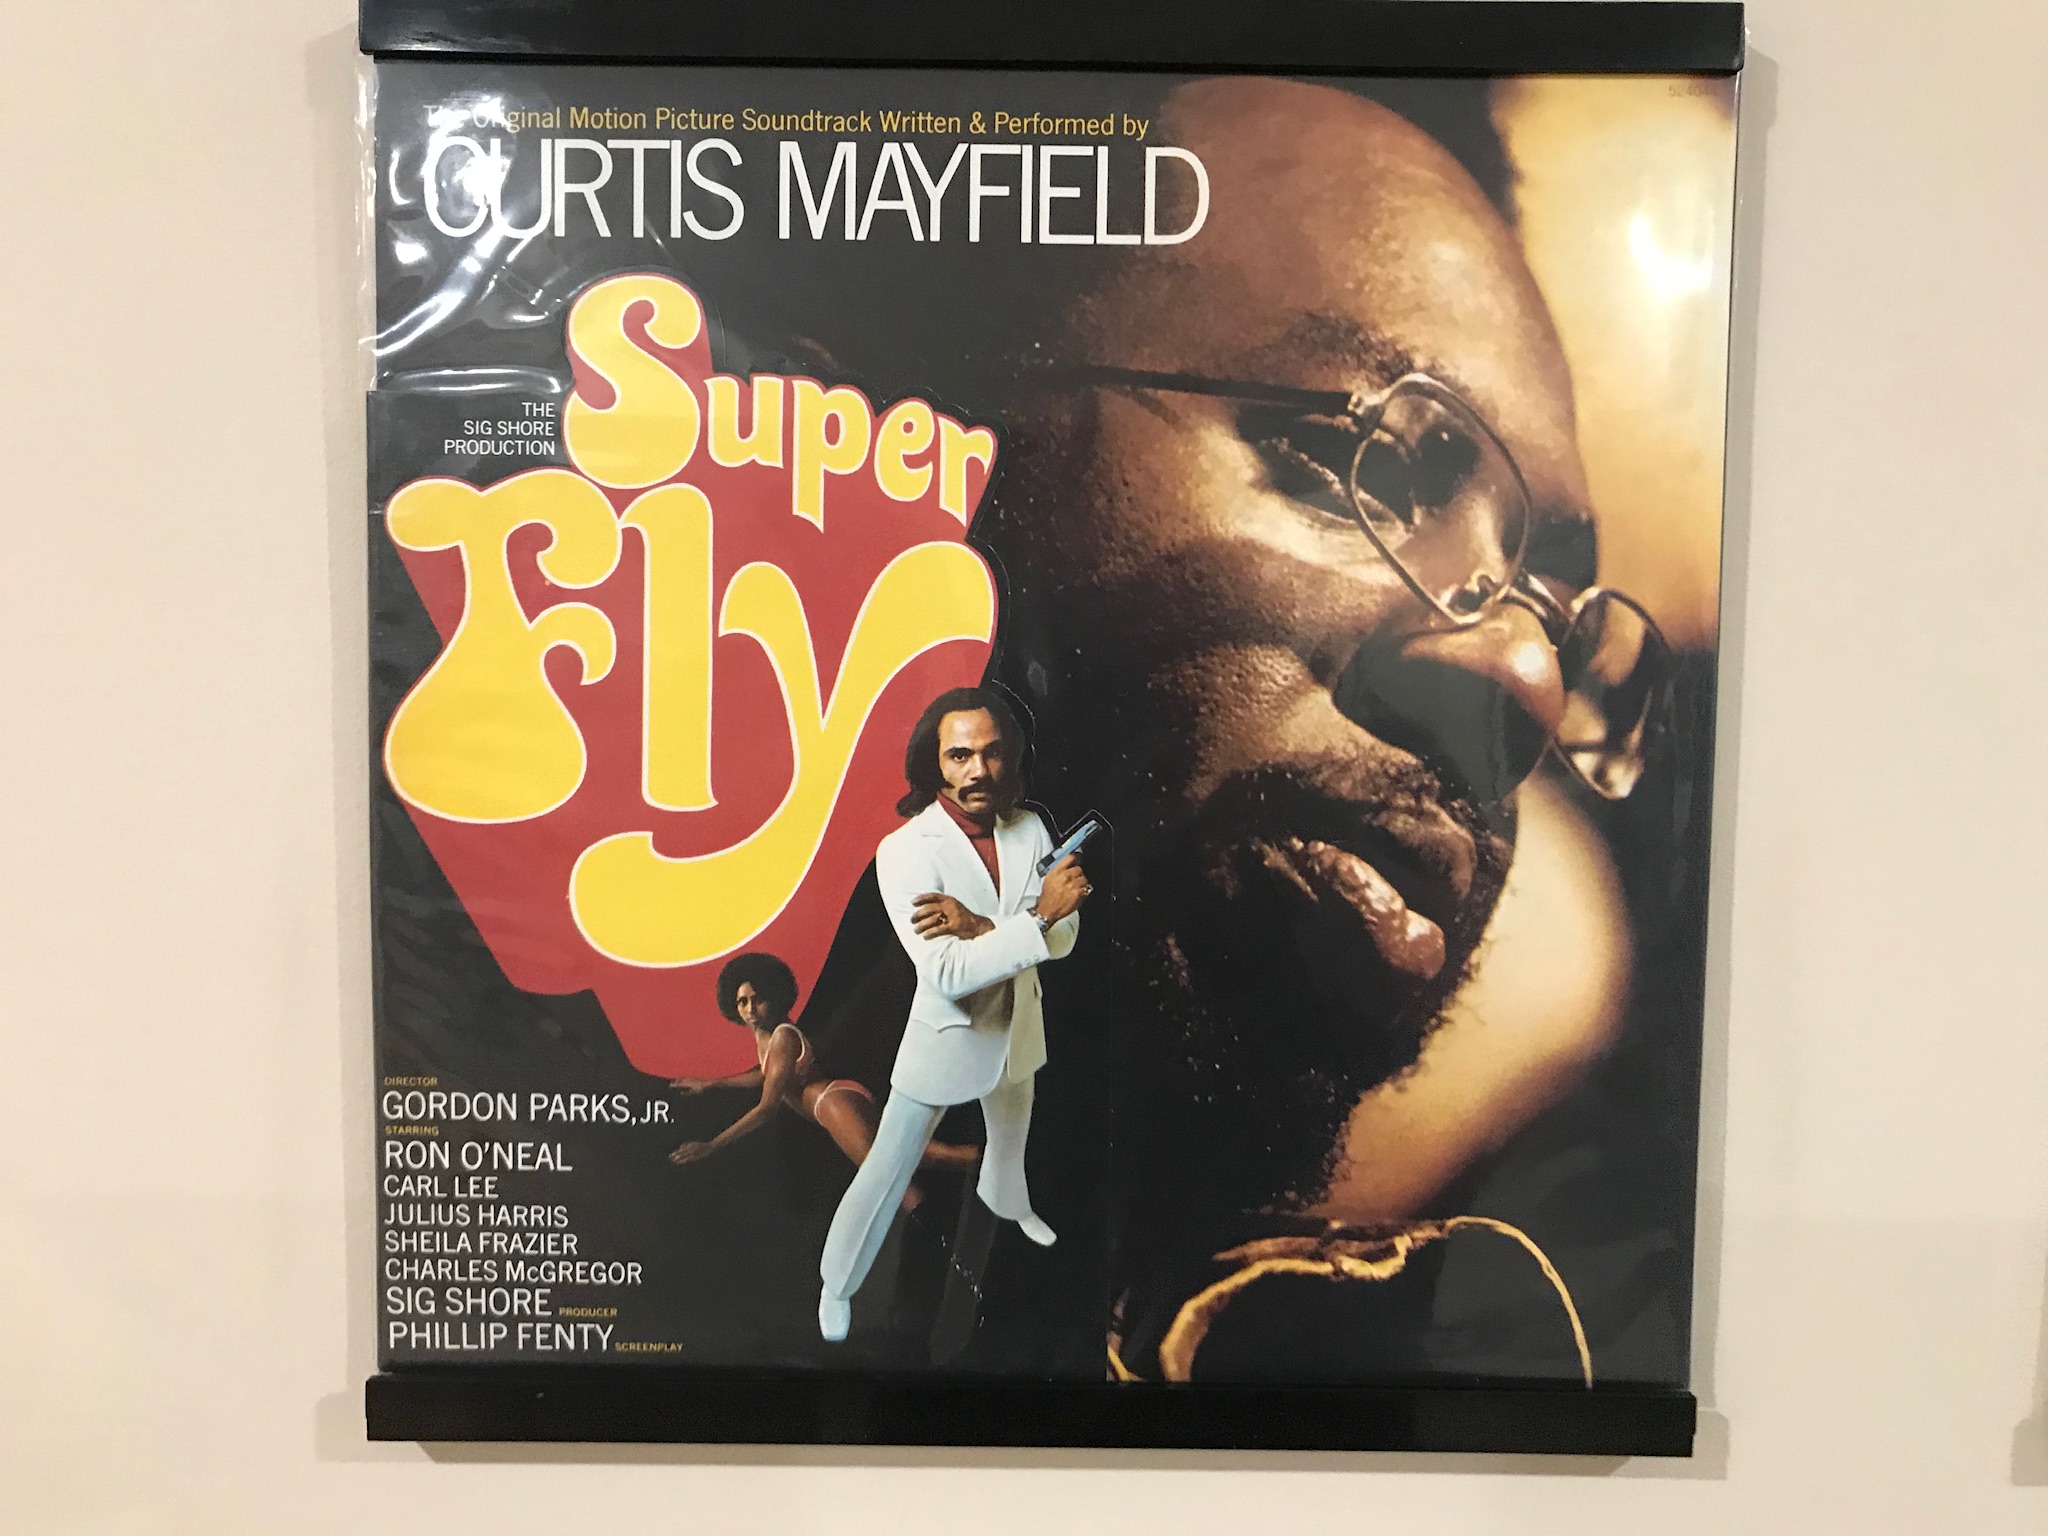 The Original Motion Picture Soundtrack Written & Performed by
CURTIS MAYFIELD
524044
THE
SIG SHORE
PRODUCTION
Super
Fly
DIRECTOR
GORDON PARKS, JR.
STARRING
RON O'NEAL
CARL LEE
JULIUS HARRIS
SHEILA FRAZIER
CHARLES McGREGOR
SIG SHORE PRODUCER
PHILLIP FENTY SCREENPLAY